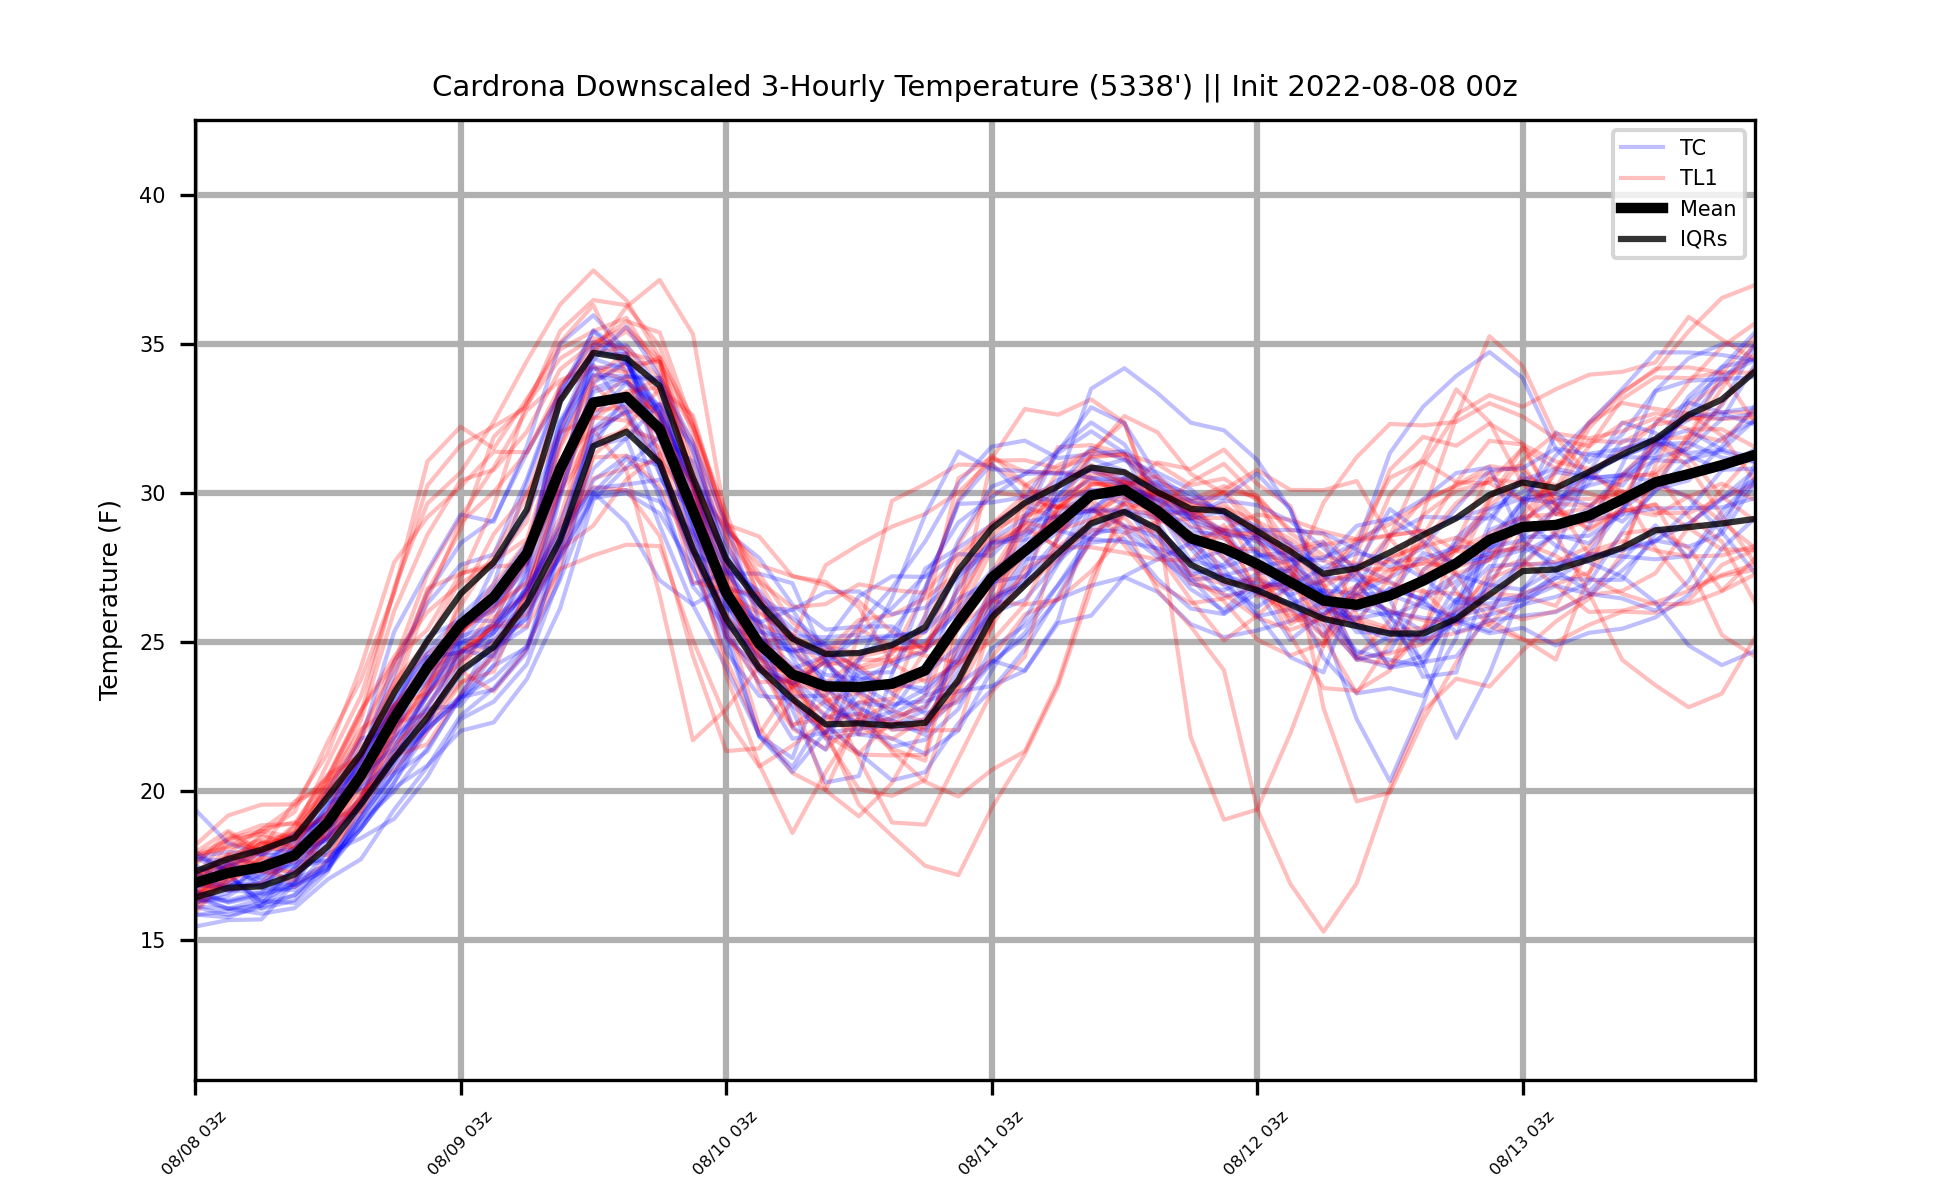 Cardrona Downscaled 3-Hourly Temperature (5338') || Init 2022-08-08 00z
TC
TL1
Mean
IQRs
Temperature (F)
40
35
30
25
20
15
08/08 03z
08/09 03z
08/10 03z
08/11 03z
08/12 03z
08/13 03z